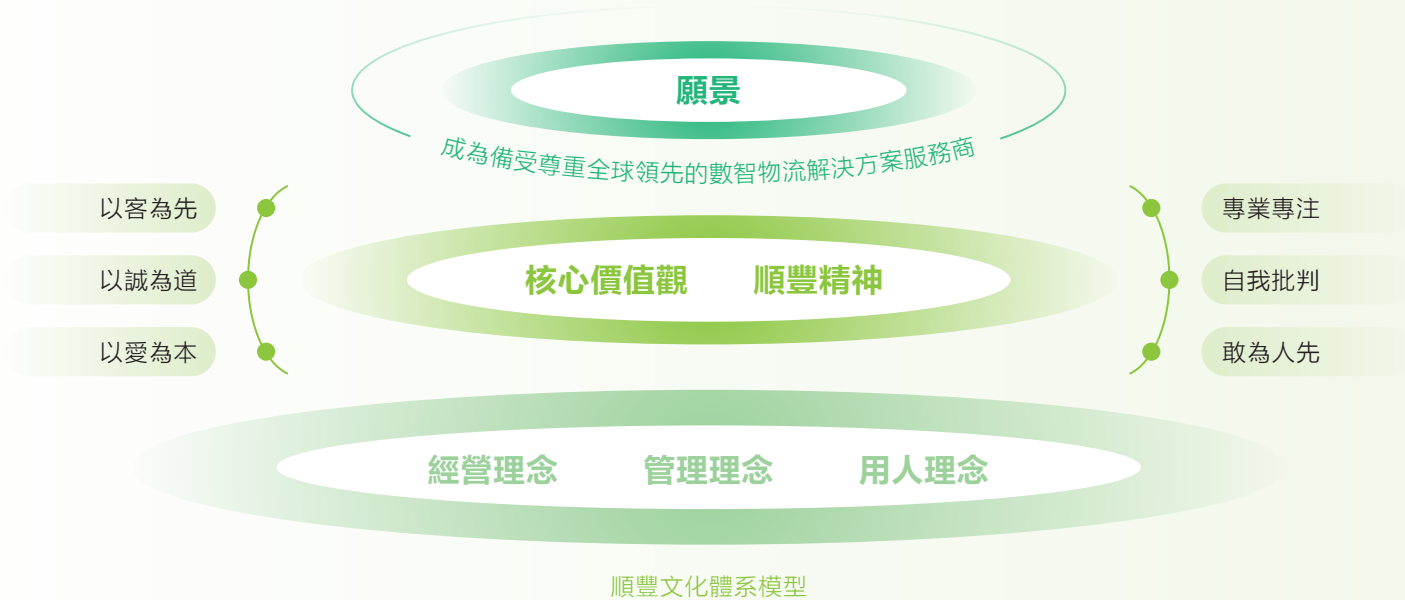 願景
成為備受尊重全球領先的數智物流解決方案服務商
以客為先
以誠為道
以愛為本
核心價值觀 順豐精神
專業專注
自我批判
敢為人先
經營理念 管理理念 用人理念
順豐文化體系模型